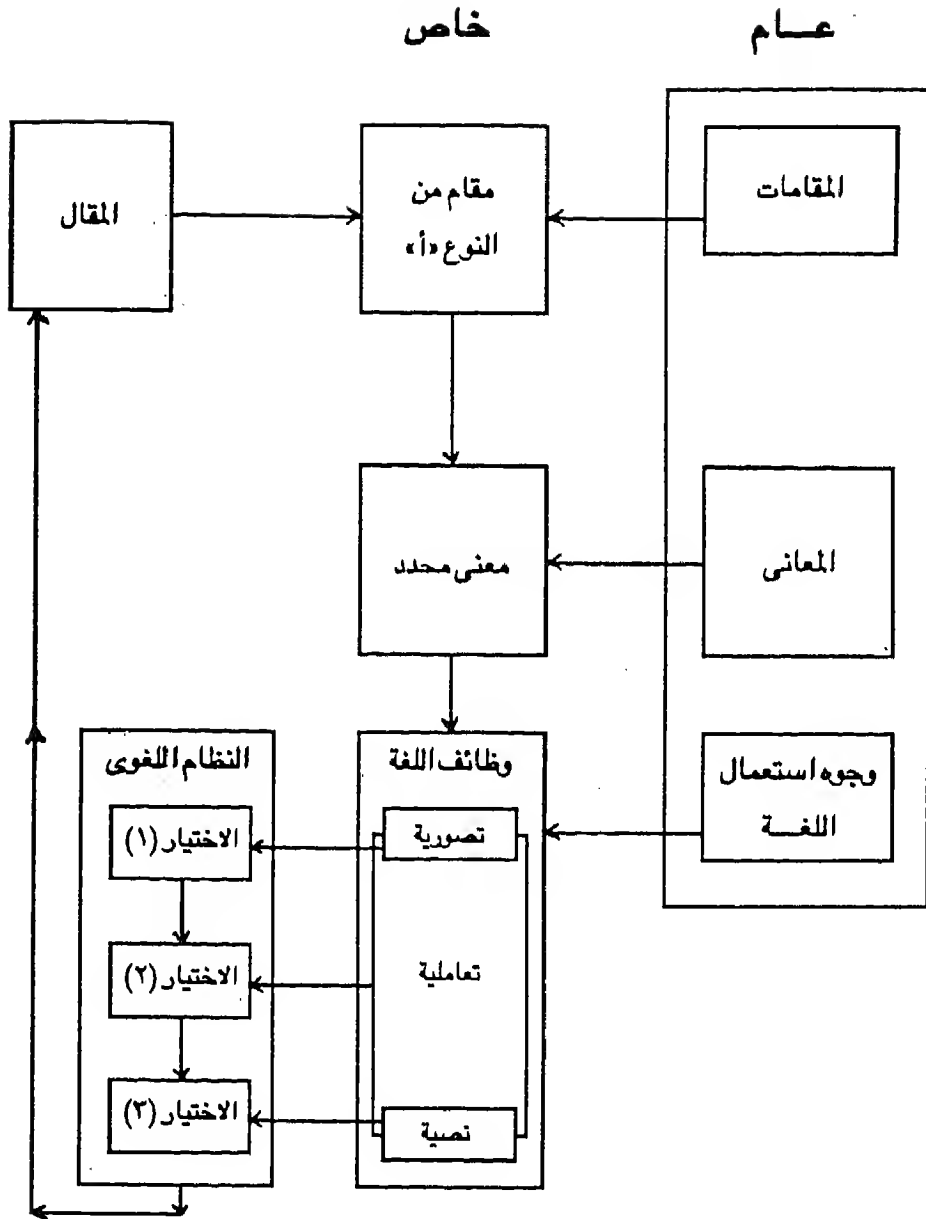 عـــام
خاص
المقامات
مقام من
النوع «أ»
المقال
المعانى
معنى محدد
وجوه استعمال
اللغـــة
وظائف اللغة
تصورية
تعاملية
نصية
النظام اللغوى
الاختيار (١)
الاختيار (٢)
الاختيار (٣)